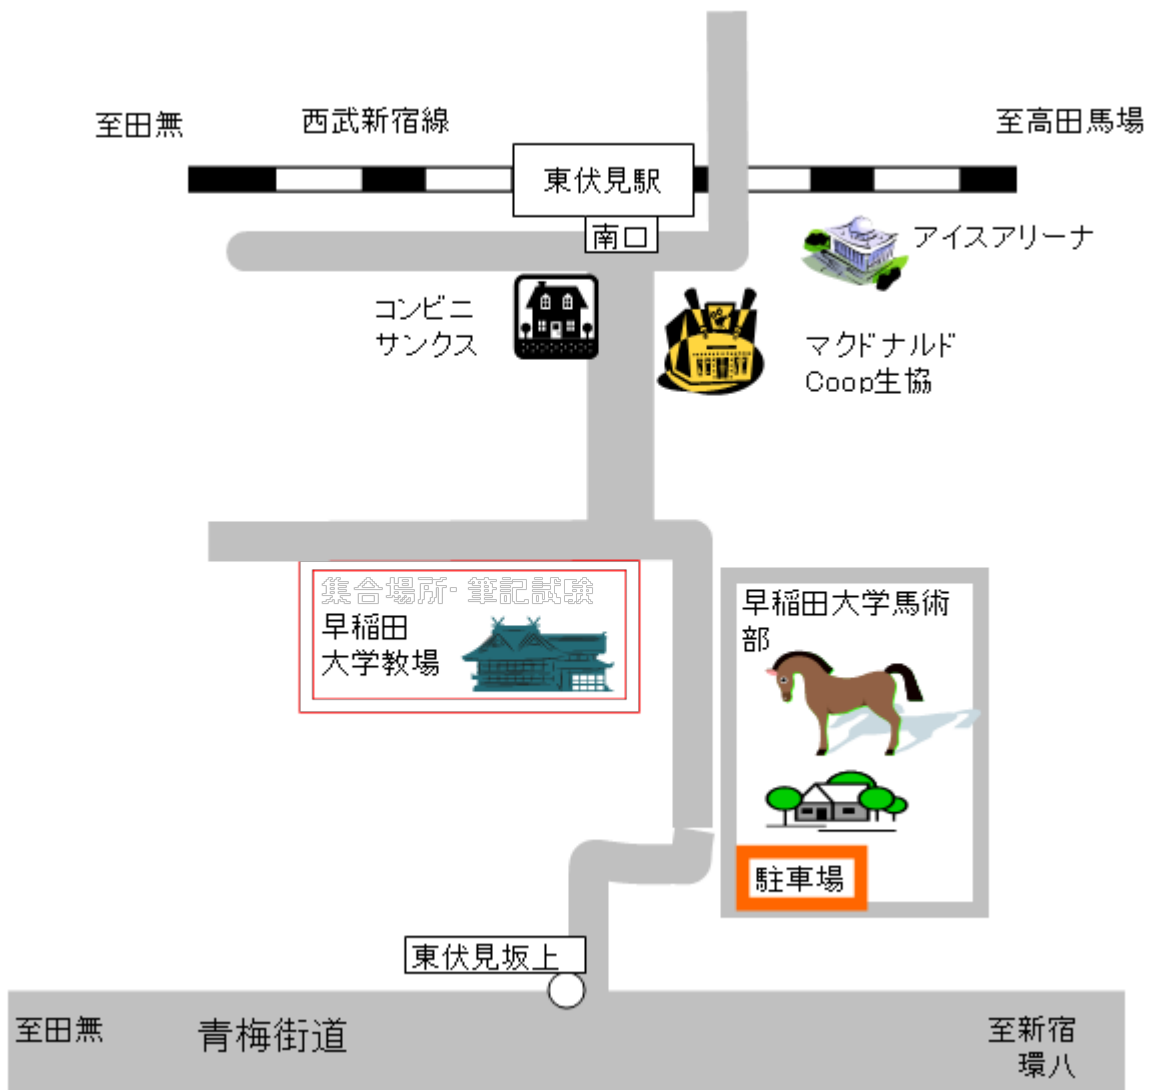 至田無
西武新宿線
至高田馬場
東伏見駅
南口
アイスアリーナ
コンビニ
サンクス
マクドナルド
Coop生協
集合場所・筆記試験
早稲田
大学教場
早稲田大学馬術
部
駐車場
東伏見坂上
至田無
青梅街道
至新宿
環八